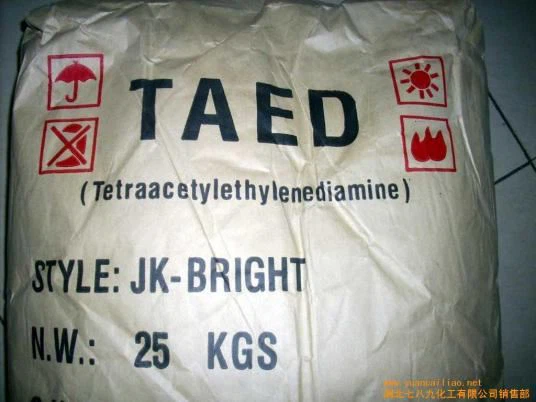 TAED
(Tetraacetylethylenediamine)
STYLE: JK-BRIGHT
N.W.: 25 KGS
www.yuancailiao.net
湖北七八九化工有限公司销售部